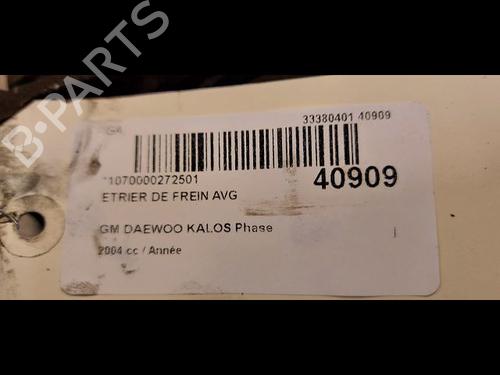 B-PARTS
33380401 40909
*1070000272501
40909
ETRIER DE FREIN AVG
GM DAEWOO KALOS Phase
2004 cc / Année